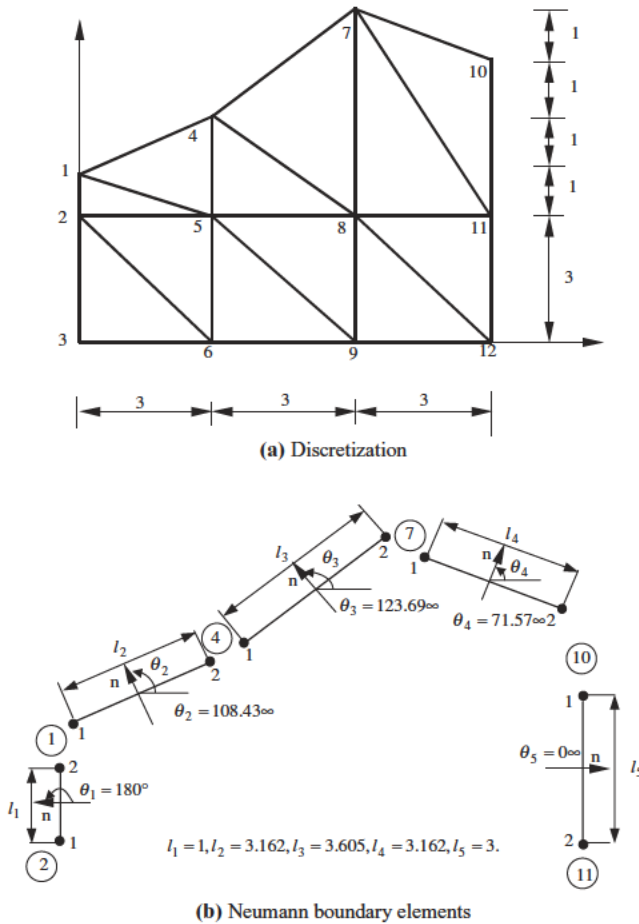 7
1
10
1
4
1
1
1
2
5
8
11
3
3
6
9
12
3
3
3
(a) Discretization
l3
2
7
l4
θ3
1
n
n
θ4
θ3 = 123.69∞
θ4 = 71.57∞2
l2
4
1
θ2
n
2
10
θ2 = 108.43∞
1
1
1
2
θ5 = 0∞
n
l5
l1
θ1 = 180°
n
1
l1 = 1, l2 = 3.162, l3 = 3.605, l4 = 3.162, l5 = 3.
2
2
11
(b) Neumann boundary elements